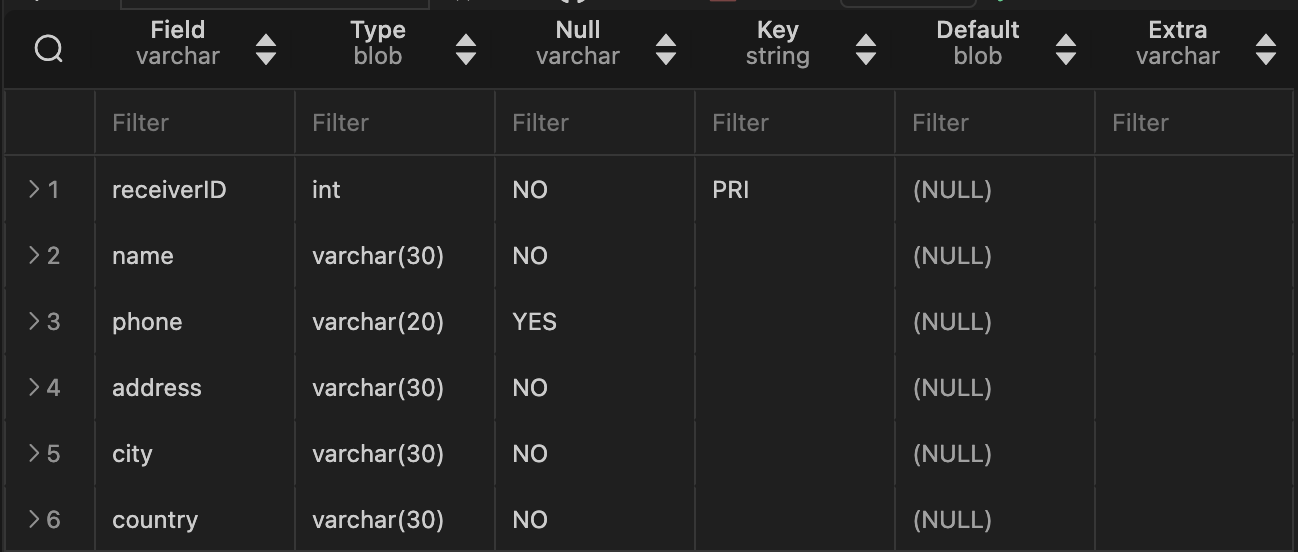 Field Type Null Key Default Extra
varchar blob varchar string blob varchar
Filter Filter Filter Filter Filter Filter
1 receiverID int NO PRI (NULL)
2 name varchar(30) NO (NULL)
3 phone varchar(20) YES (NULL)
4 address varchar(30) NO (NULL)
5 city varchar(30) NO (NULL)
6 country varchar(30) NO (NULL)